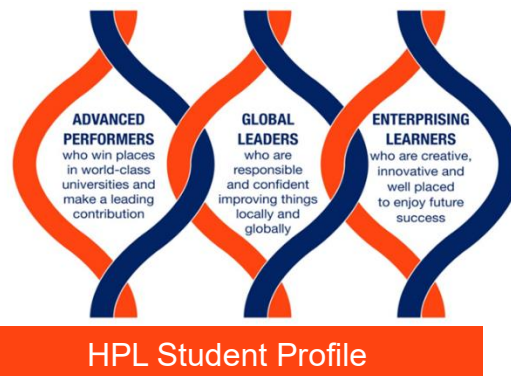 ADVANCED
PERFORMERS
who win places
in world-class
universities and
make a leading
contribution
GLOBAL
LEADERS
who are
responsible
and confident
improving things
locally and
globally
ENTERPRISING
LEARNERS
who are creative,
innovative and
well placed
to enjoy future
success
HPL Student Profile